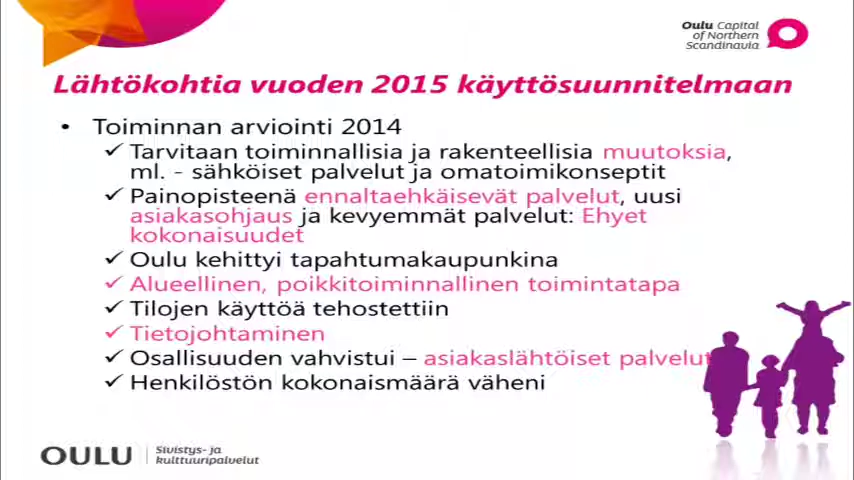 Oulu Capital
of Northern
Scandinavia
Lähtökohtia vuoden 2015 käyttösuunnitelmaan
• Toiminnan arviointi 2014
✓ Tarvitaan toiminnallisia ja rakenteellisia muutoksia,
ml. - sähköiset palvelut ja omatoimikonseptit
✓ Painopisteenä ennaltaehkäisevät palvelut, uusi
asiakasohjaus ja kevyemmät palvelut: Ehyet
kokonaisuudet
✓ Oulu kehittyi tapahtumakaupunkina
✓ Alueellinen, poikkitoiminnallinen toimintatapa
✓ Tilojen käyttöä tehostettiin
✓ Tietojohtaminen
✓ Osallisuuden vahvistui – asiakaslähtöiset palvelut
✓ Henkilöstön kokonaismäärä väheni
OULU
Sivistys- ja
kulttuuripalvelut